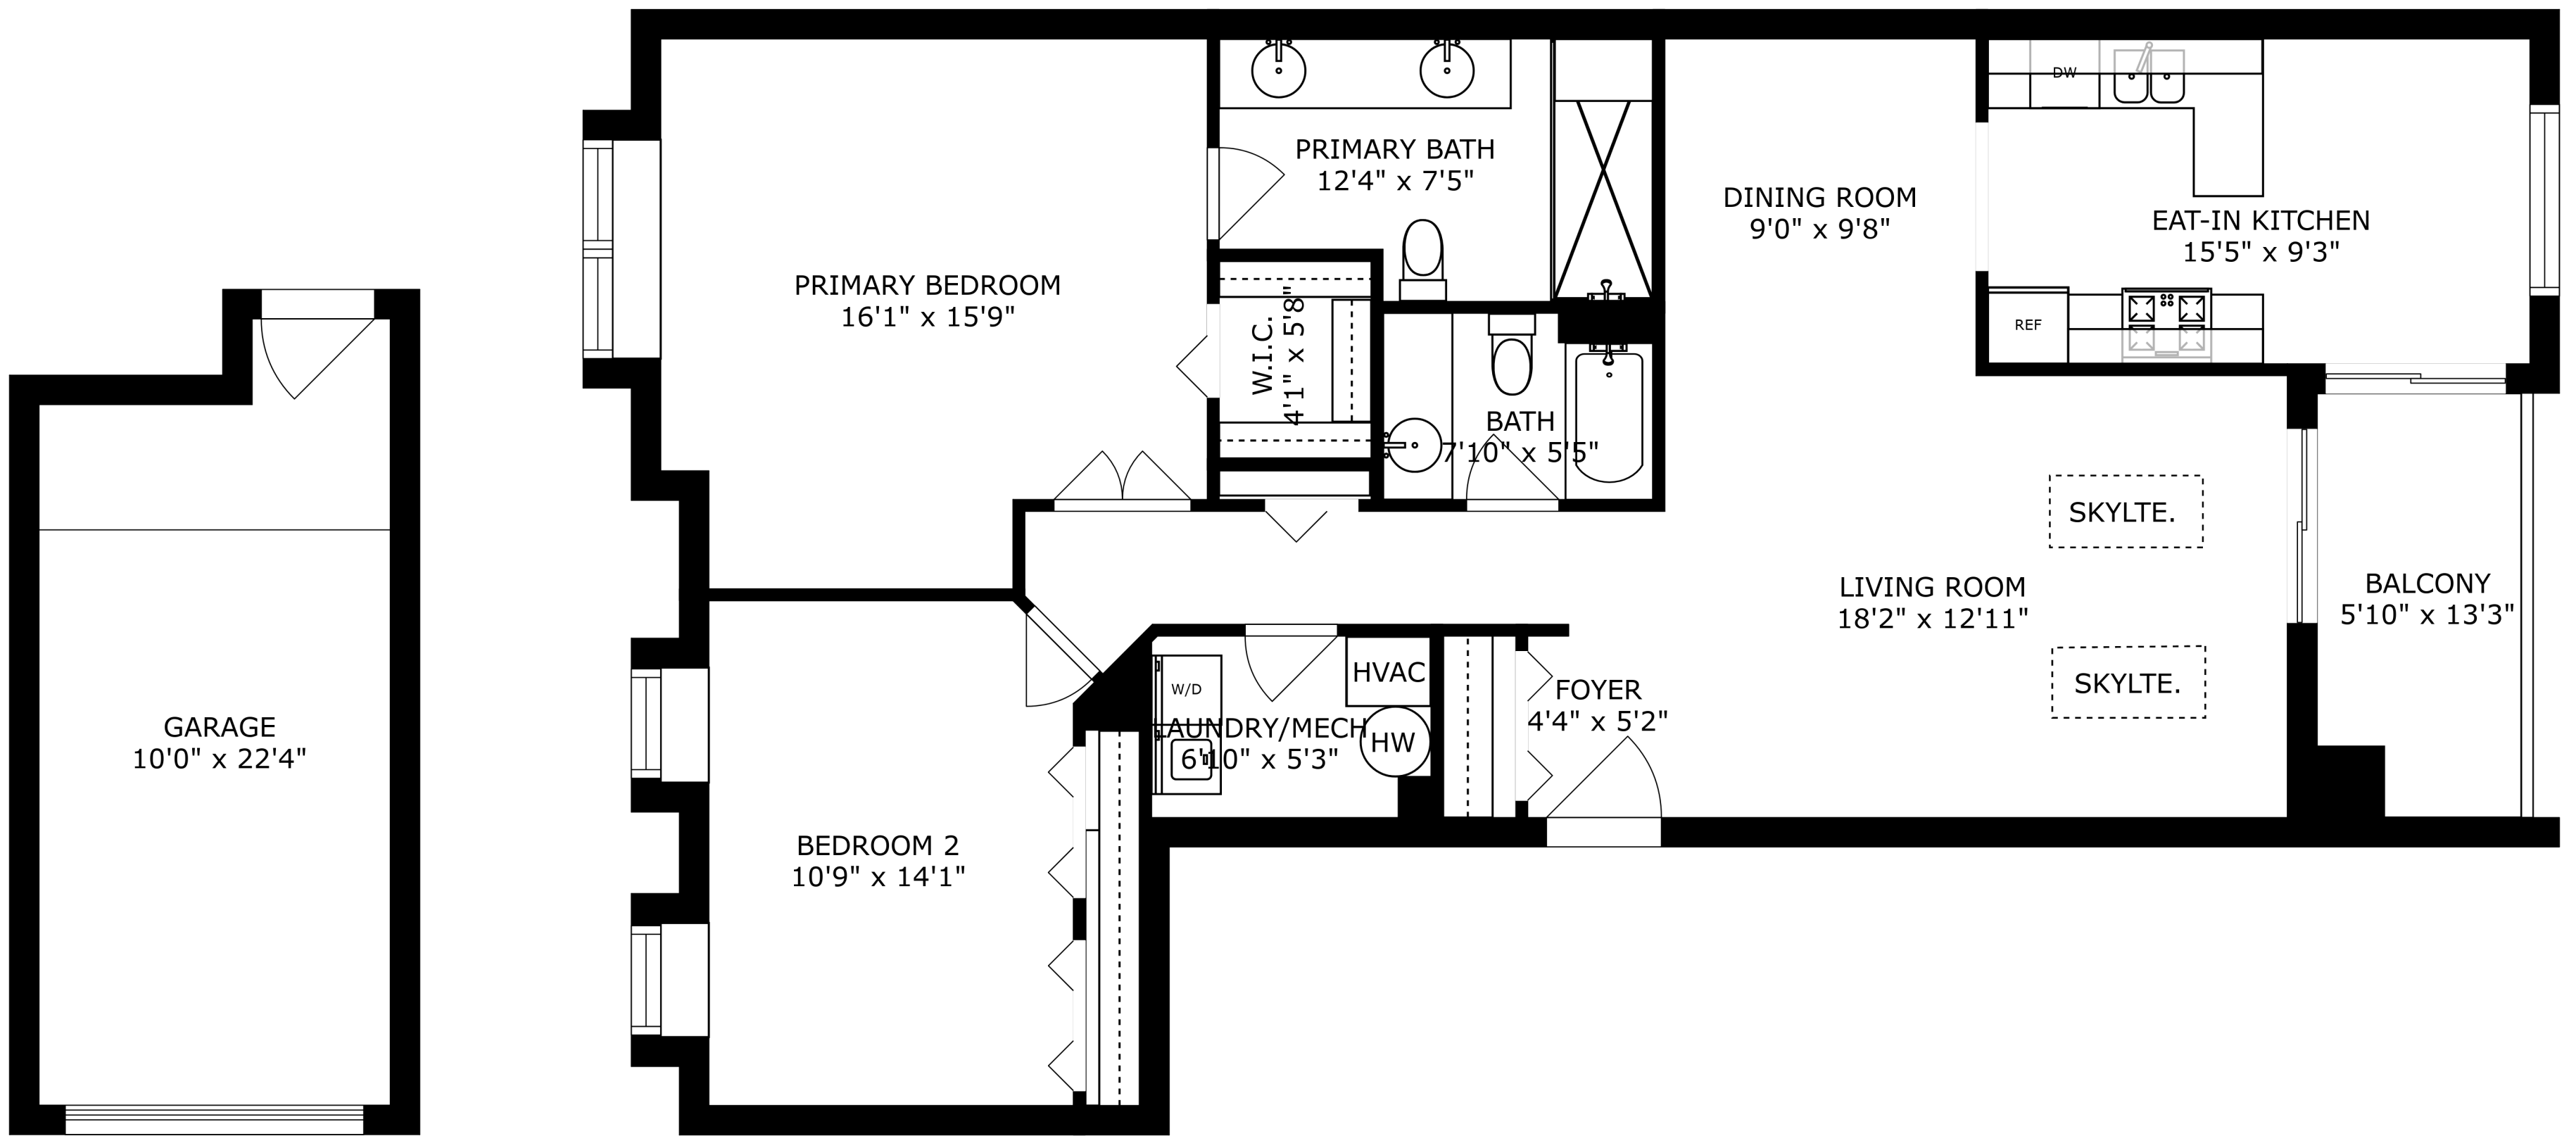 PRIMARY BATH
12'4" x 7'5"
DW
DINING ROOM
9'0" x 9'8"
EAT-IN KITCHEN
15'5" x 9'3"
PRIMARY BEDROOM
16'1" x 15'9"
W.I.C.
4'1" x 5'8"
REF
BATH
7'10" x 5'5"
SKYLTE.
LIVING ROOM
18'2" x 12'11"
BALCONY
5'10" x 13'3"
SKYLTE.
HVAC
W/D
FOYER
4'4" x 5'2"
LAUNDRY/MECH
6'10" x 5'3"
HW
GARAGE
10'0" x 22'4"
BEDROOM 2
10'9" x 14'1"